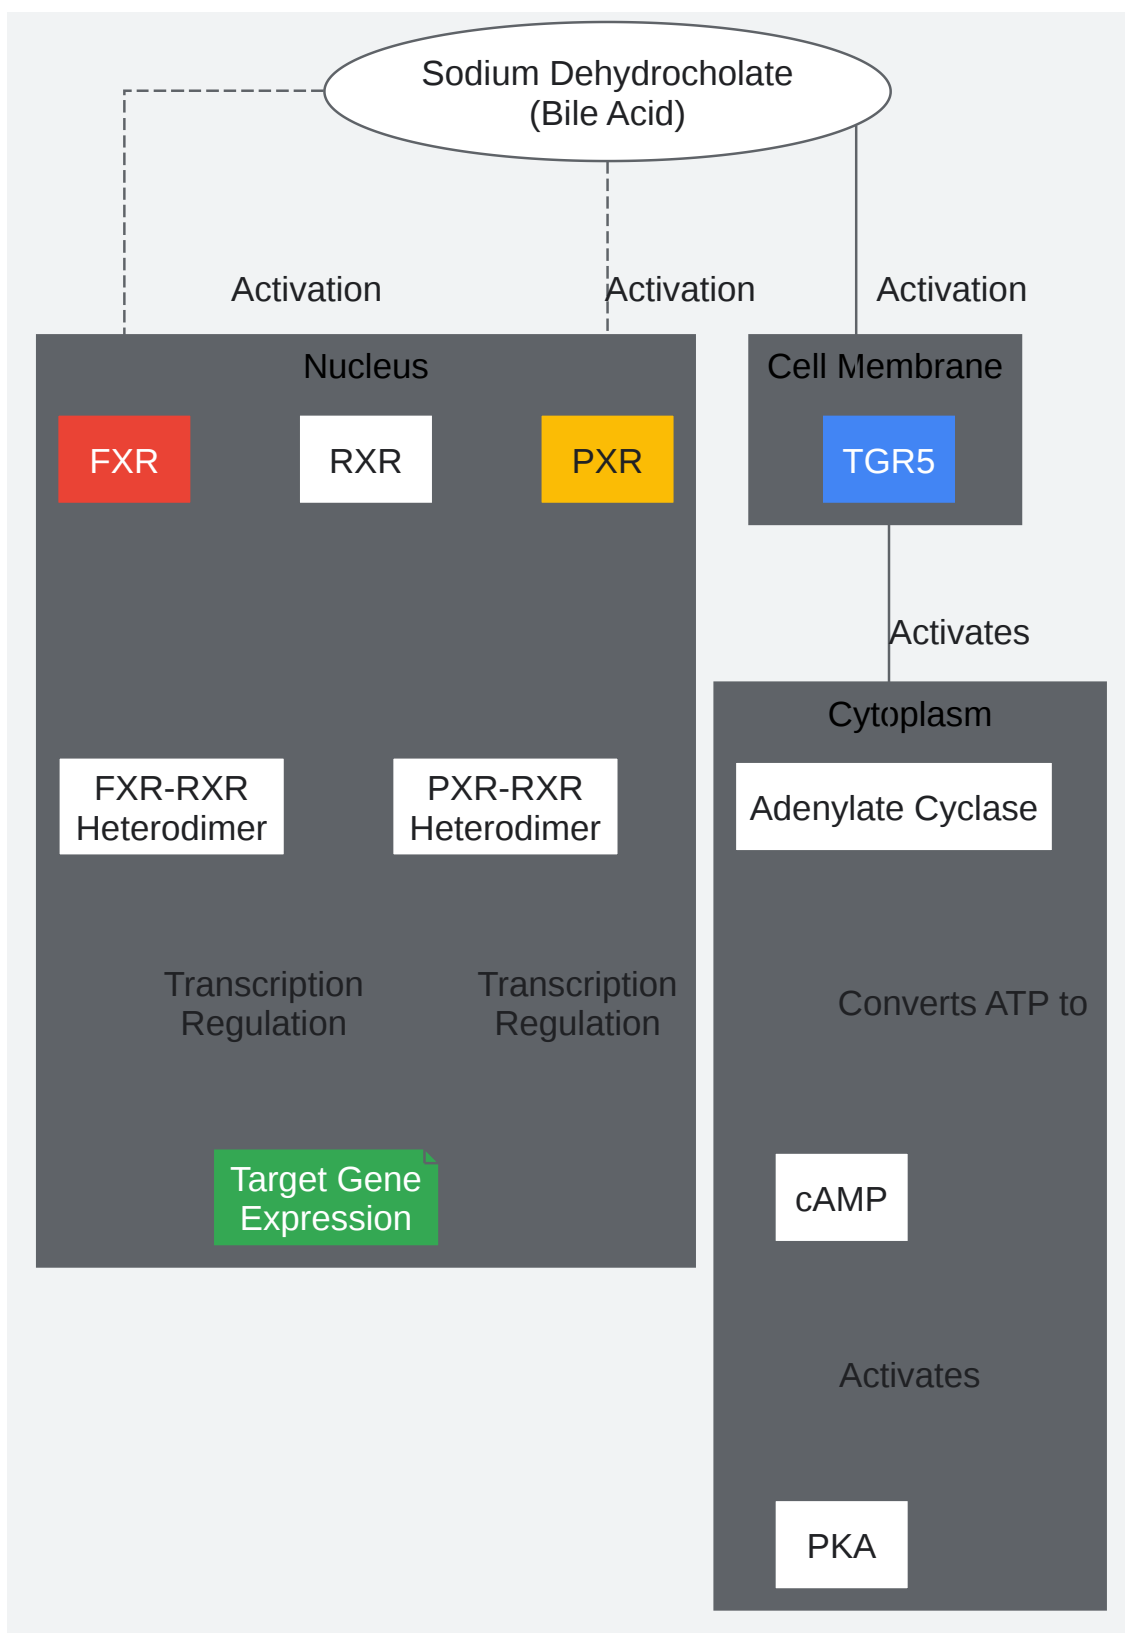 Sodium Dehydrocholate
(Bile Acid)
Activation
Activation
Activation
Nucleus
Cell Membrane
FXR
RXR
PXR
TGR5
Activates
Cytoplasm
FXR-RXR
Heterodimer
PXR-RXR
Heterodimer
Adenylate Cyclase
Transcription
Regulation
Transcription
Regulation
Converts ATP to
Target Gene
Expression
cAMP
Activates
PKA